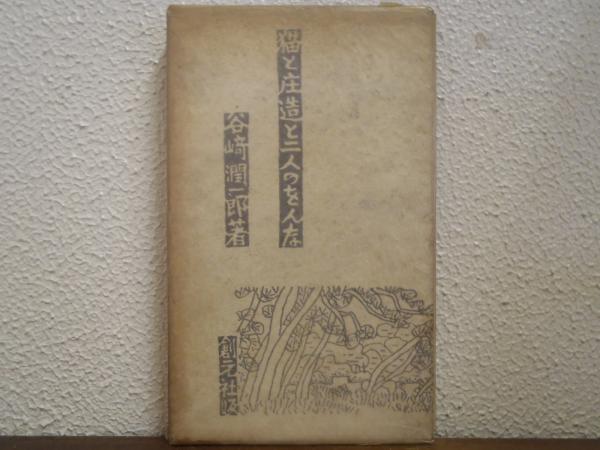 猫と庄造と二人のをんな
谷崎潤一郎著
創元社版